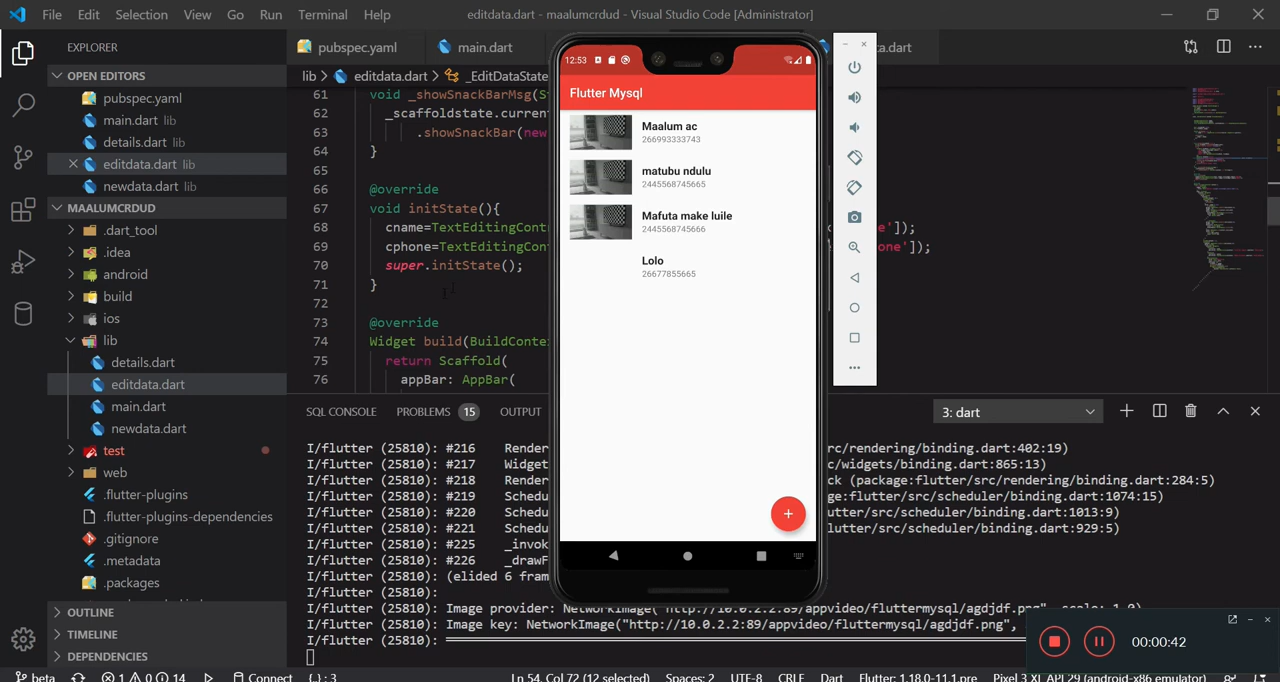 File Edit Selection View Go Run Terminal Help editdata.dart - maalumcrdud - Visual Studio Code [Administrator]
EXPLORER
OPEN EDITORS
pubspec.yaml
main.dart lib
details.dart lib
editdata.dart lib
newdata.dart lib
MAALUMCRDUD
.dart_tool
.idea
android
build
ios
lib
details.dart
editdata.dart
main.dart
newdata.dart
test
web
.flutter-plugins
.flutter-plugins-dependencies
.gitignore
.metadata
.packages
OUTLINE
TIMELINE
DEPENDENCIES
pubspec.yaml main.dart ta.dart
lib > editdata.dart > _EditDataState
61 void _showSnackBarMsg(S
62 _scaffoldstate.current
63 .showSnackBar(new
64 }
65
66 @override
67 void initState(){
68 cname=TextEditingContr e']);
69 cphone=TextEditingCont one']);
70 super.initState();
71 }
72
73 @override
74 Widget build(BuildConte
75 return Scaffold(
76 appBar: AppBar(
12:53
Flutter Mysql
Maalum ac
266993333743
matubu ndulu
2445568745665
Mafuta make luile
2445568745666
Lolo
26677855665
+
SQL CONSOLE PROBLEMS 15 OUTPUT 3: dart
I/flutter (25810): #216 Render rc/rendering/binding.dart:402:19)
I/flutter (25810): #217 Widget c/widgets/binding.dart:865:13)
I/flutter (25810): #218 Render ck (package:flutter/src/rendering/binding.dart:284:5)
I/flutter (25810): #219 Schedu ge:flutter/src/scheduler/binding.dart:1074:15)
I/flutter (25810): #220 Schedu lutter/src/scheduler/binding.dart:1013:9)
I/flutter (25810): #221 Schedu lutter/src/scheduler/binding.dart:929:5)
I/flutter (25810): #225 _invok
I/flutter (25810): #226 _drawF
I/flutter (25810): (elided 6 fram
I/flutter (25810):
I/flutter (25810): Image provider: NetworkImage("http://10.0.2.2:89/appvideo/fluttermysql/agdjdf.png", scale: 1.0)
I/flutter (25810): Image key: NetworkImage("http://10.0.2.2:89/appvideo/fluttermysql/agdjdf.png",
I/flutter (25810):
00:00:42
beta 1 0 14 Connect {.} : 3 Ln 54, Col 72 (12 selected) Spaces: 2 UTF-8 CRLF Dart Flutter: 1.18.0-11.1.pre Pixel 3 XL API 29 (android-x86 emulator)